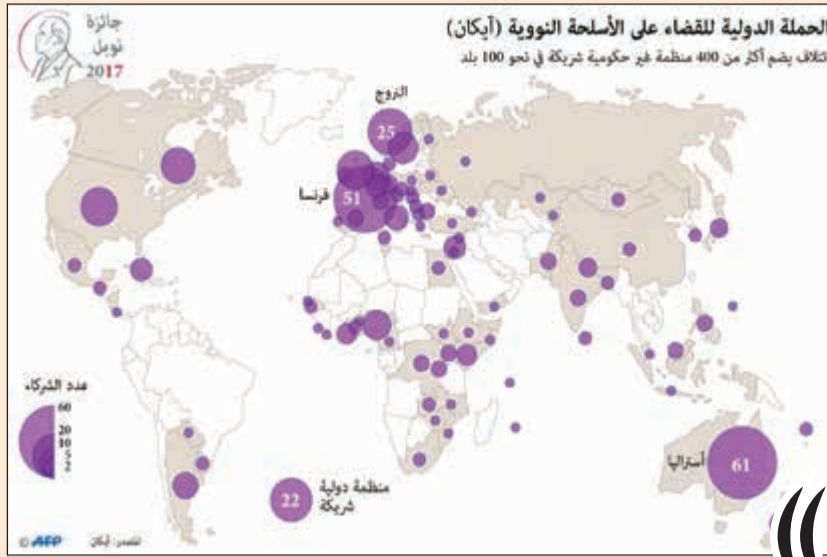 الحملة الدولية للقضاء على الأسلحة النووية (آيكان)
ئتلاف يضم أكثر من 400 منظمة غير حكومية شريكة في نحو 100 بلد
جائزة
نوبل
2017
النروج
25
فرنسا
51
عدد الشركاء
60
20
10
5
2
أستراليا
61
22
منظمة دولية
شريكة
© AFP
المصدر: آيكان